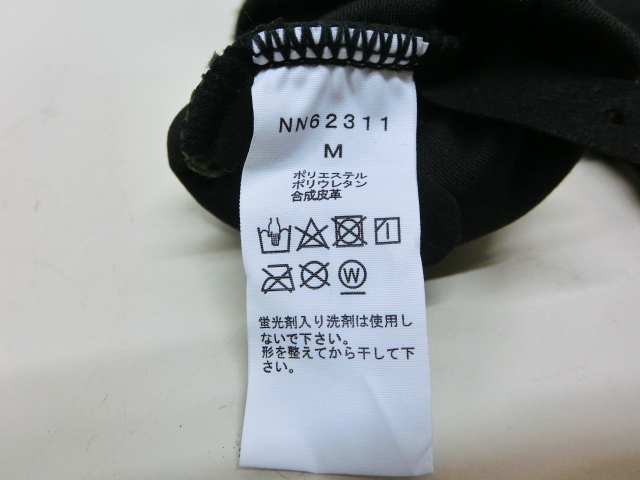 NN62311
M
ポリエステル
ポリウレタン
合成皮革
W
蛍光剤入り洗剤は使用し
ないで下さい。
形を整えてから干して下
さい。